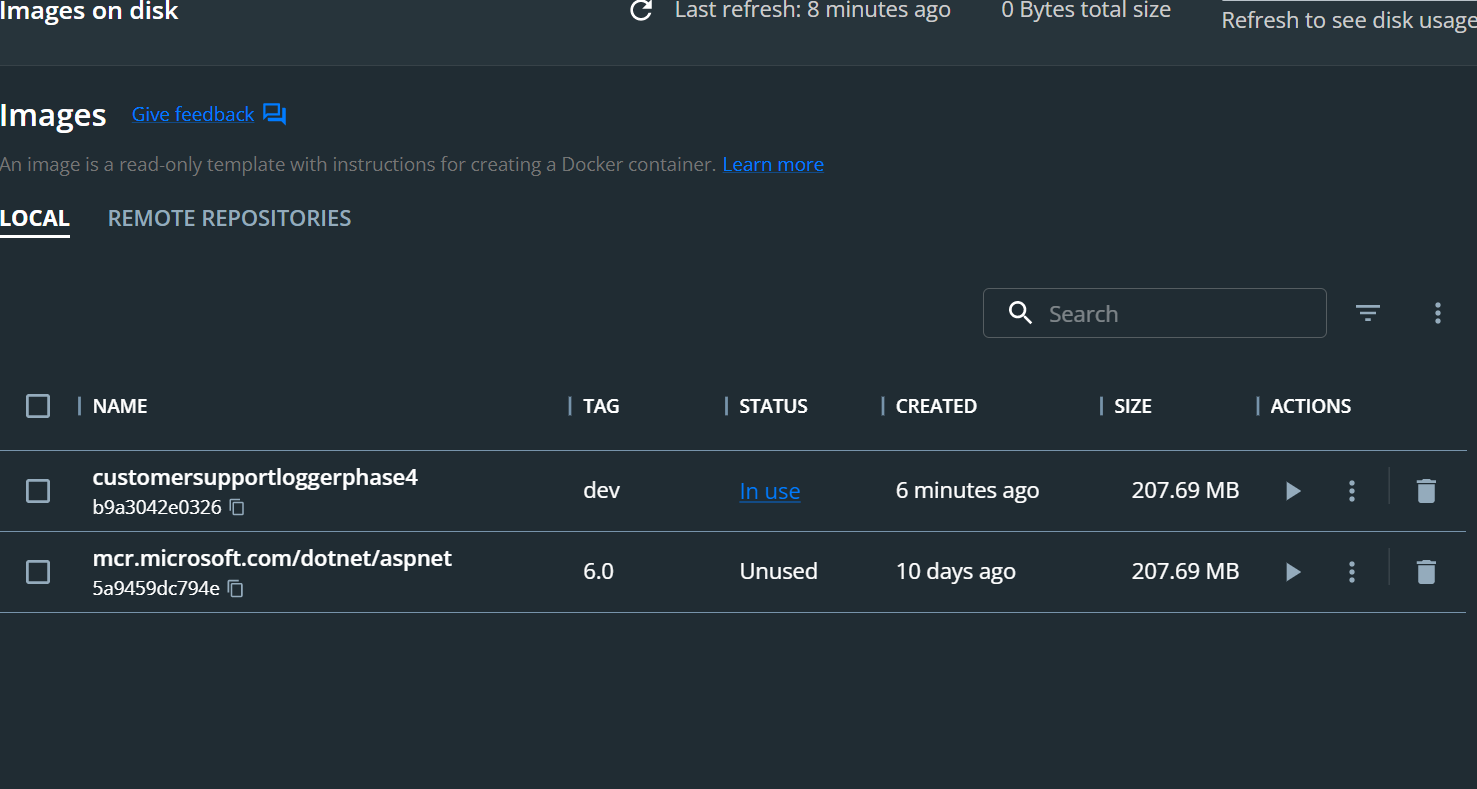 Images on disk Last refresh: 8 minutes ago 0 Bytes total size Refresh to see disk usage
Images Give feedback
An image is a read-only template with instructions for creating a Docker container. Learn more
LOCAL REMOTE REPOSITORIES
Search
NAME TAG STATUS CREATED SIZE ACTIONS
customersupportloggerphase4 dev In use 6 minutes ago 207.69 MB
b9a3042e0326
mcr.microsoft.com/dotnet/aspnet 6.0 Unused 10 days ago 207.69 MB
5a9459dc794e